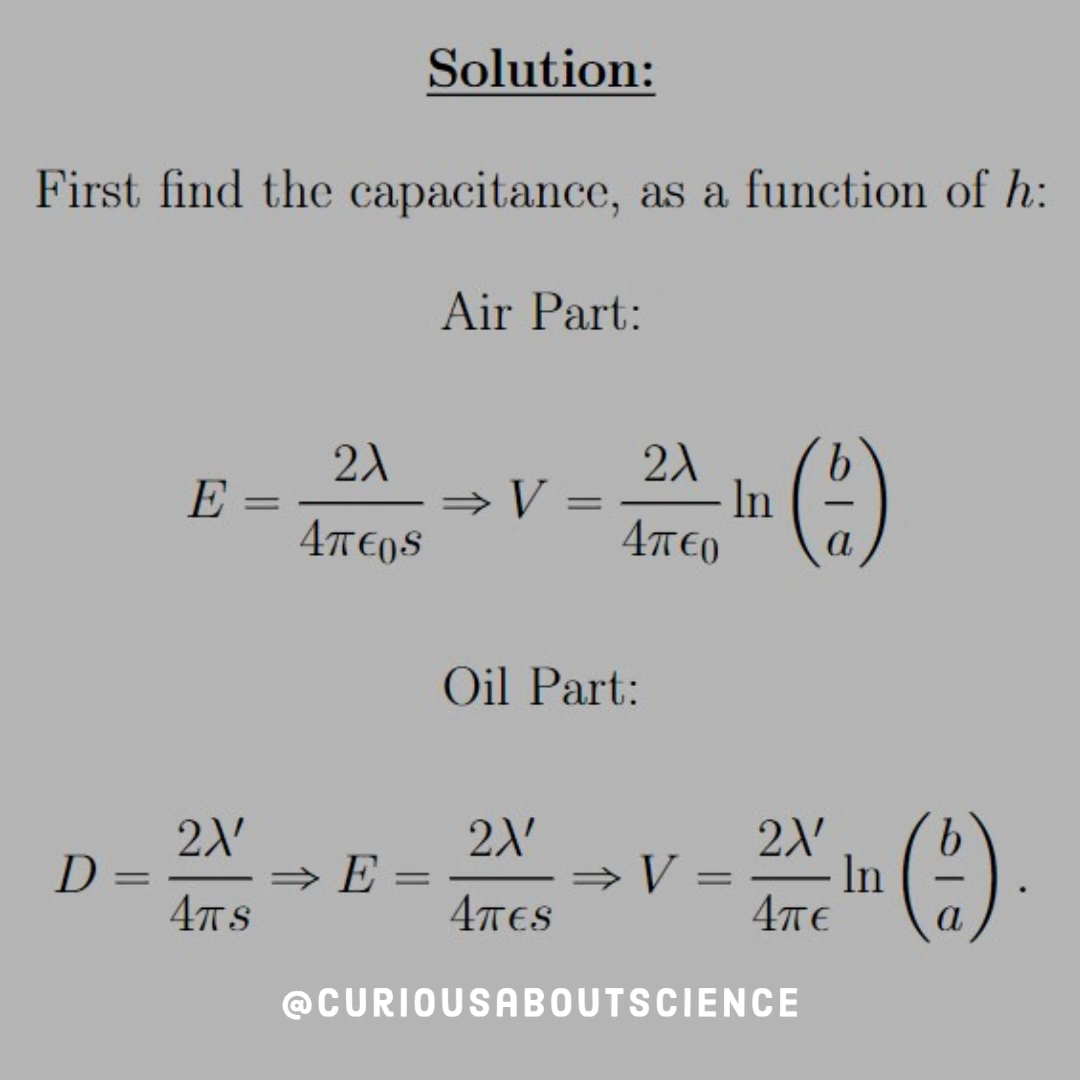 Solution:
First find the capacitance, as a function of h:
Air Part:
E = 2λ/4πϵ₀s ⇒ V = 2λ/4πϵ₀ ln(b/a)
Oil Part:
D = 2λ′/4πs ⇒ E = 2λ′/4πϵs ⇒ V = 2λ′/4πϵ ln(b/a).
@CURIOUSABOUTSCIENCE